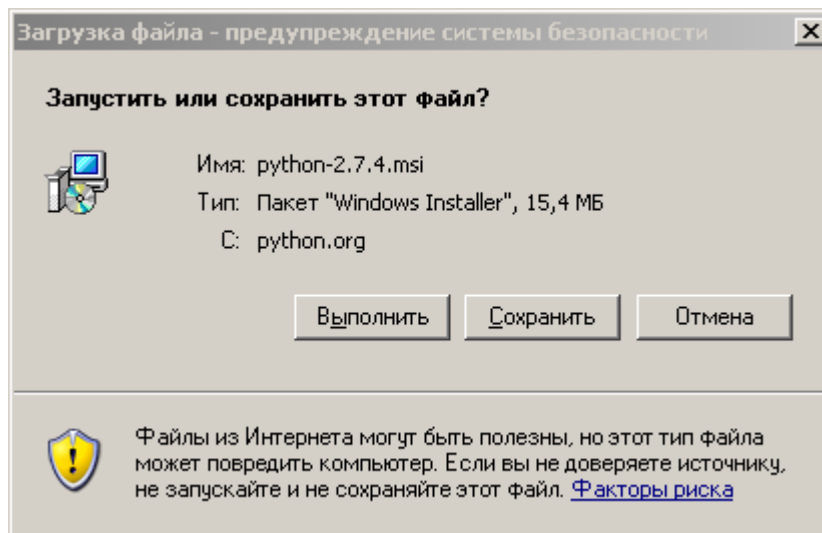 Загрузка файла - предупреждение системы безопасности
Запустить или сохранить этот файл?
Имя: python-2.7.4.msi
Тип: Пакет "Windows Installer", 15,4 МБ
С: python.org
Выполнить Сохранить Отмена
Файлы из Интернета могут быть полезны, но этот тип файла
может повредить компьютер. Если вы не доверяете источнику,
не запускайте и не сохраняйте этот файл. Факторы риска